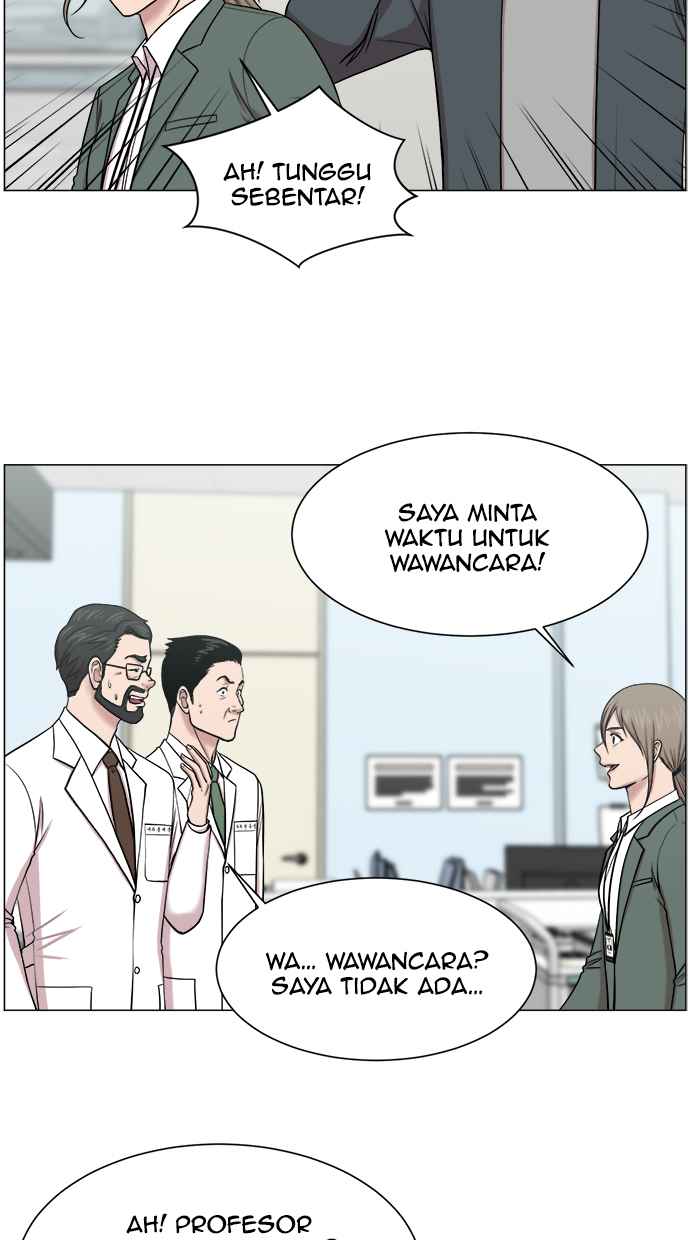 AH! TUNGGU
SEBENTAR!
SAYA MINTA
WAKTU UNTUK
WAWANCARA!
WA... WAWANCARA?
SAYA TIDAK ADA...
AH! PROFESOR